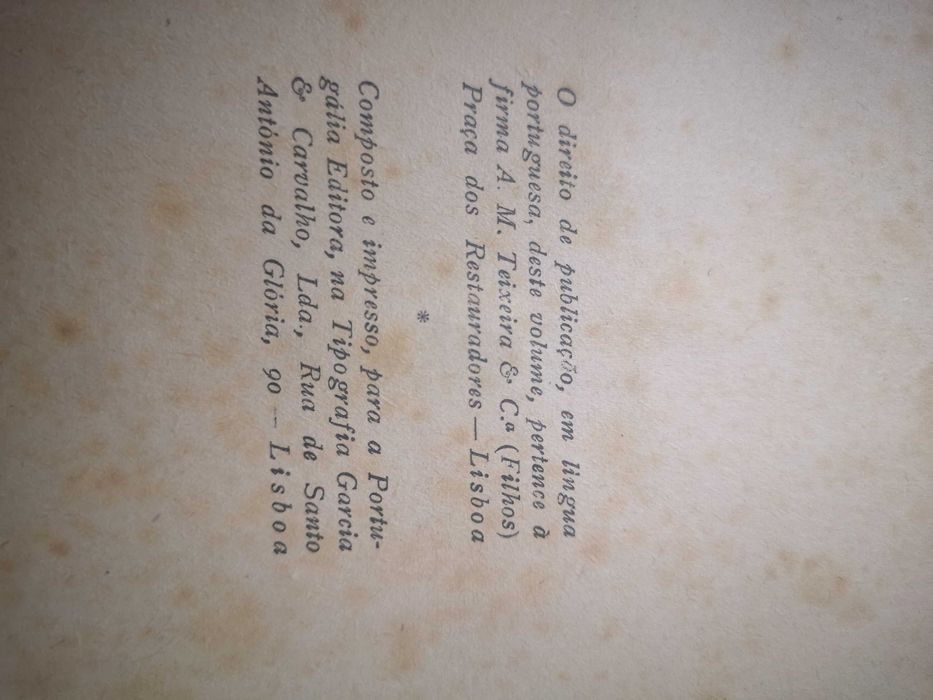 O direito de publicação, em lingua
portuguesa, deste volume, pertence à
firma A. M. Teixeira & C.ª (Filhos)
Praça dos Restauradores — Lisboa
*
Composto e impresso, para a Portu-
gália Editora, na Tipografia Garcia
& Carvalho, Lda., Rua de Santo
António da Glória, 90 — Lisboa